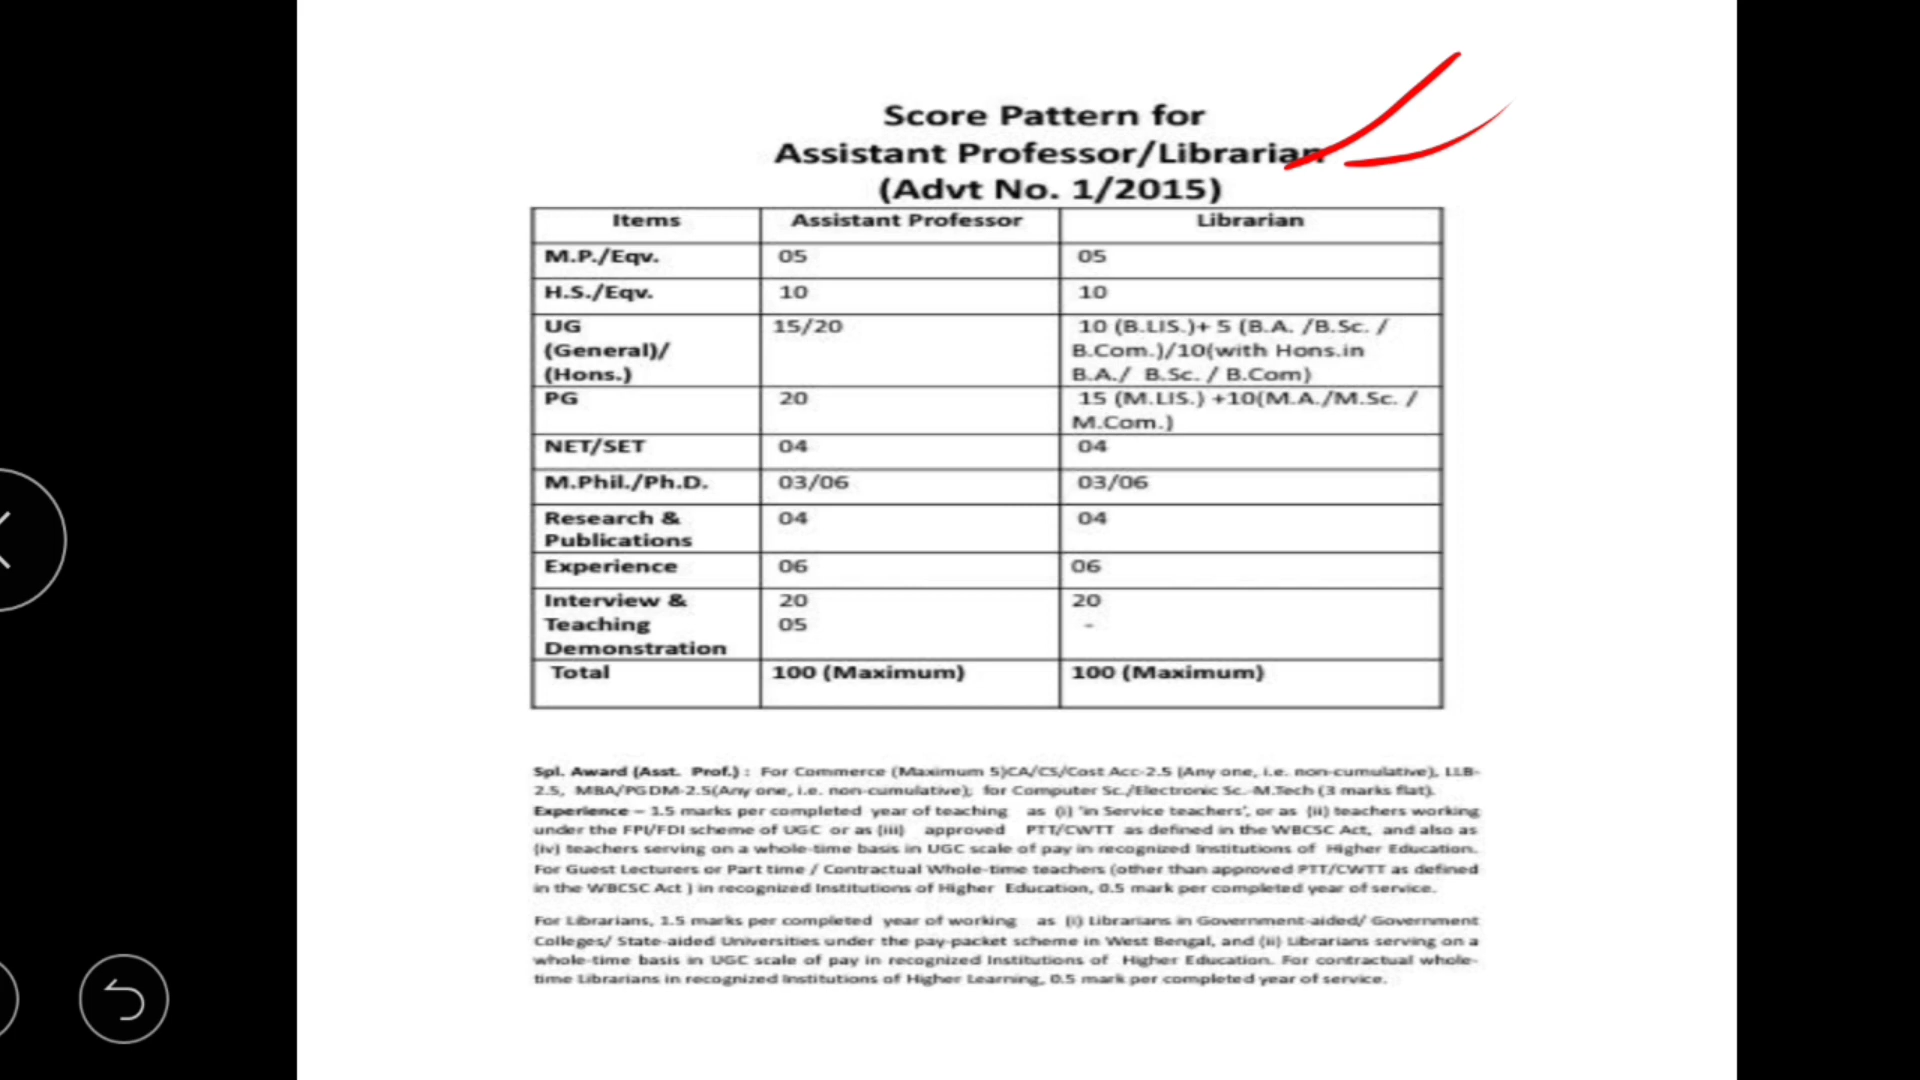 Score Pattern for
Assistant Professor/Librarian
(Advt No. 1/2015)
Items Assistant Professor Librarian
M.P./Eqv. 05 05
H.S./Eqv. 10 10
UG 15/20 10 (B.LIS.)+ 5 (B.A. /B.Sc. /
(General)/ B.Com.)/10(with Hons.in
(Hons.) B.A./ B.Sc. / B.Com)
PG 20 15 (M.LIS.) +10(M.A./M.Sc. /
M.Com.)
NET/SET 04 04
M.Phil./Ph.D. 03/06 03/06
Research & 04 04
Publications
Experience 06 06
Interview & 20 20
Teaching 05 -
Demonstration
Total 100 (Maximum) 100 (Maximum)
Spl. Award (Asst. Prof.) : For Commerce (Maximum 5)CA/CS/Cost Acc-2.5 (Any one, i.e. non-cumulative), LLB-
2.5, MBA/PGDM-2.5(Any one, i.e. non-cumulative); for Computer Sc./Electronic Sc.-M.Tech (3 marks flat).
Experience – 1.5 marks per completed year of teaching as (i) 'in Service teachers', or as (ii) teachers working
under the FPI/FDI scheme of UGC or as (iii) approved PTT/CWTT as defined in the WBCSC Act, and also as
(iv) teachers serving on a whole-time basis in UGC scale of pay in recognized Institutions of Higher Education.
For Guest Lecturers or Part time / Contractual Whole-time teachers (other than approved PTT/CWTT as defined
in the WBCSC Act ) in recognized Institutions of Higher Education, 0.5 mark per completed year of service.
For Librarians, 1.5 marks per completed year of working as (i) Librarians in Government-aided/ Government
Colleges/ State-aided Universities under the pay-packet scheme in West Bengal, and (ii) Librarians serving on a
whole-time basis in UGC scale of pay in recognized Institutions of Higher Education. For contractual whole-
time Librarians in recognized Institutions of Higher Learning, 0.5 mark per completed year of service.